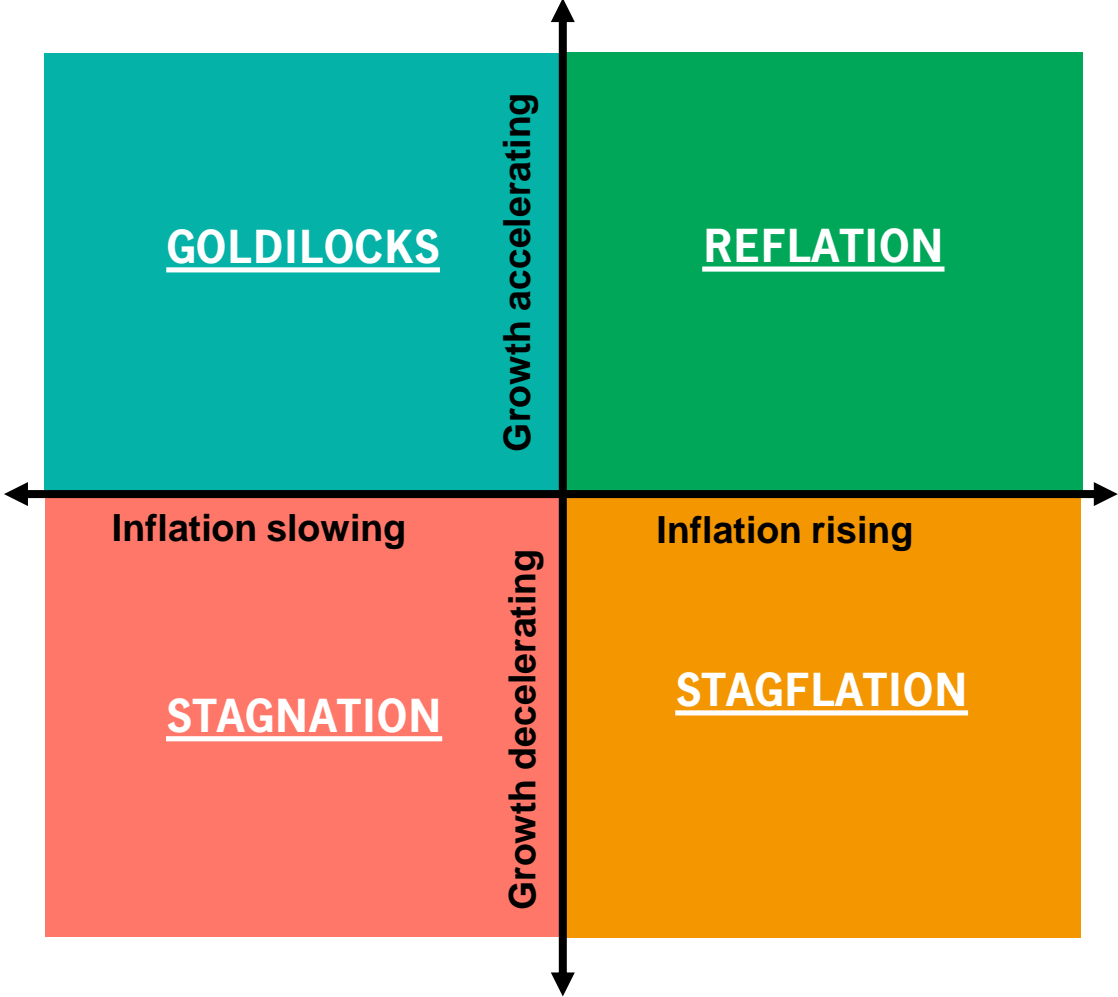 GOLDILOCKS
Growth accelerating
REFLATION
Inflation slowing
Inflation rising
STAGNATION
Growth decelerating
STAGFLATION